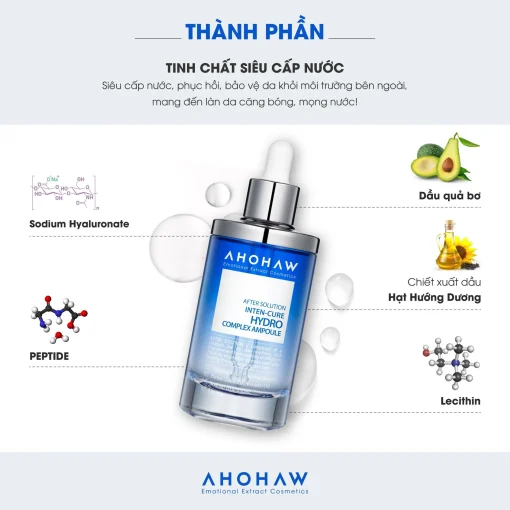 THÀNH PHẦN
TINH CHẤT SIÊU CẤP NƯỚC
Siêu cấp nước, phục hồi, bảo vệ da khỏi môi trường bên ngoài,
mang đến làn da căng bóng, mọng nước!
Sodium Hyaluronate
PEPTIDE
AHOHAW
Emotional Extract Cosmetics
AFTER SOLUTION
INTEN-CURE
HYDRO
COMPLEX AMPOULE
Dầu quả bơ
Chiết xuất dầu
Hạt Hướng Dương
Lecithin
AHOHAW
Emotional Extract Cosmetics